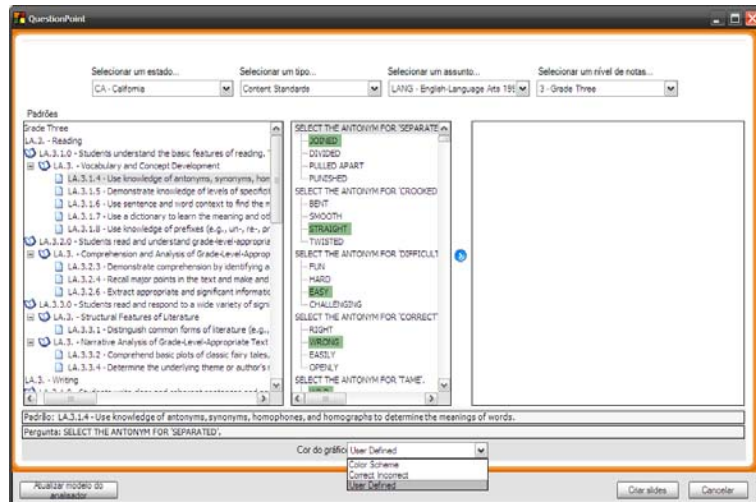 QuestionPoint
Selecionar um estado...
Selecionar um tipo...
Selecionar um assunto...
Selecionar um nível de notas...
CA - California
Content Standards
LANG - English-Language Arts 199
3 - Grade Three
Padrões
Grade Three
LA.3. - Reading
LA.3.1.0 - Students understand the basic features of reading.
LA.3. - Vocabulary and Concept Development
LA.3.1.4 - Use knowledge of antonyms, synonyms, hom
LA.3.1.5 - Demonstrate knowledge of levels of specificit
LA.3.1.6 - Use sentence and word context to find the m
LA.3.1.7 - Use a dictionary to learn the meaning and ot
LA.3.1.8 - Use knowledge of prefixes (e.g., un-, re-, pr
LA.3.2.0 - Students read and understand grade-level-appropria
LA.3. - Comprehension and Analysis of Grade-Level-Approp
LA.3.2.3 - Demonstrate comprehension by identifying a
LA.3.2.4 - Recall major points in the text and make and
LA.3.2.6 - Extract appropriate and significant informatio
LA.3.3.0 - Students read and respond to a wide variety of signi
LA.3. - Structural Features of Literature
LA.3.3.1 - Distinguish common forms of literature (e.g.,
LA.3. - Narrative Analysis of Grade-Level-Appropriate Text
LA.3.3.2 - Comprehend basic plots of classic fairy tales,
LA.3.3.4 - Determine the underlying theme or author's
LA.3. - Writing
SELECT THE ANTONYM FOR 'SEPARATE
JOINED
DIVIDED
PULLED APART
PUNISHED
SELECT THE ANTONYM FOR 'CROOKED
BENT
SMOOTH
STRAIGHT
TWISTED
SELECT THE ANTONYM FOR 'DIFFICULT
FUN
HARD
EASY
CHALLENGING
SELECT THE ANTONYM FOR 'CORRECT'
RIGHT
WRONG
EASILY
OPENLY
SELECT THE ANTONYM FOR 'TAME'.
Padrão: LA.3.1.4 - Use knowledge of antonyms, synonyms, homophones, and homographs to determine the meanings of words.
Pergunta: SELECT THE ANTONYM FOR 'SEPARATED'.
Cor do gráfico
User Defined
Color Scheme
Correct Incorrect
User Defined
Atualizar modelo do
analisador
Criar slides
Cancelar